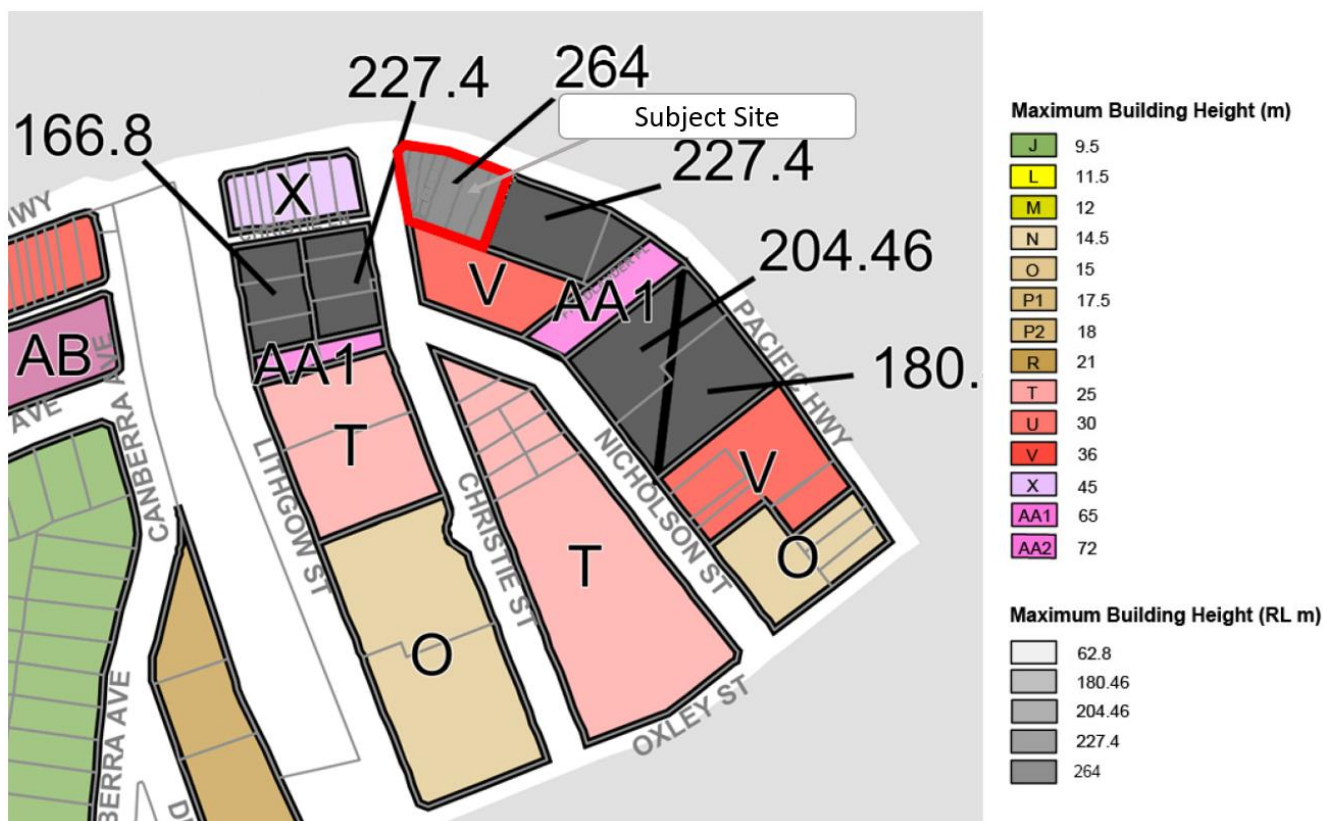 264
227.4
Subject Site
166.8
227.4
X
CHRISTIE LN
204.46
V
AA1
PACIFIC HWY
AB
AA1
180.
AVE
CANBERRA AVE
T
LITHGOW ST
CHRISTIE ST
NICHOLSON ST
V
T
O
O
OXLEY ST
Maximum Building Height (m)
J 9.5
L 11.5
M 12
N 14.5
O 15
P1 17.5
P2 18
R 21
T 25
U 30
V 36
X 45
AA1 65
AA2 72
Maximum Building Height (RL m)
62.8
180.46
204.46
227.4
264